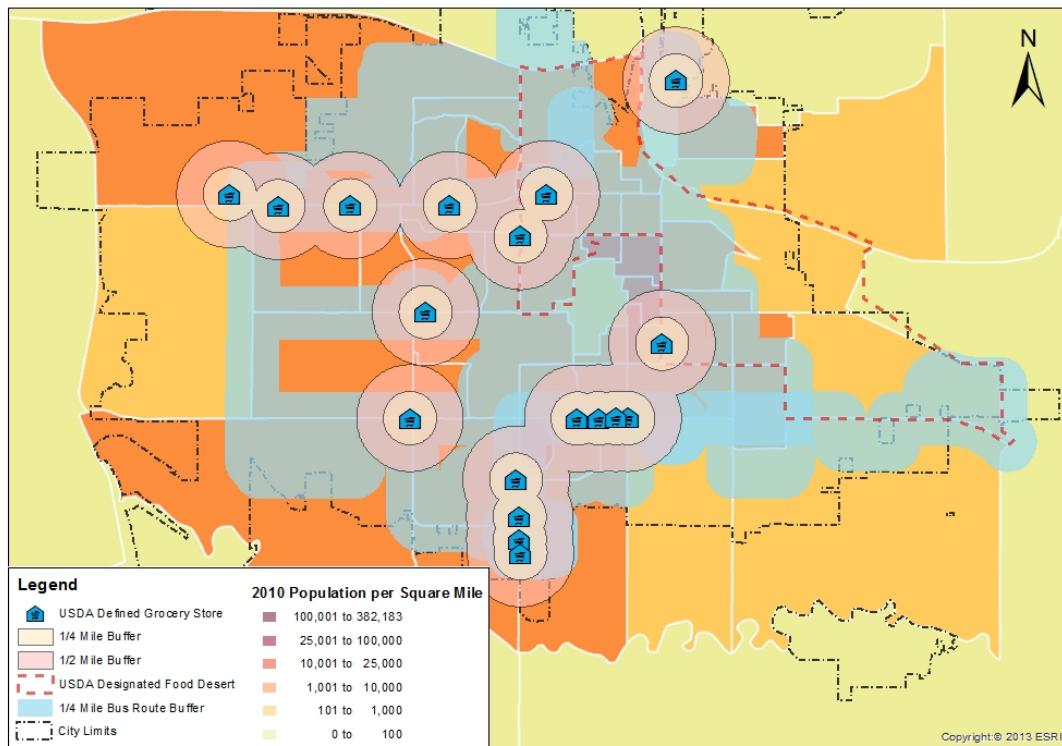 N
Legend
USDA Defined Grocery Store
1/4 Mile Buffer
1/2 Mile Buffer
USDA Designated Food Desert
1/4 Mile Bus Route Buffer
City Limits
2010 Population per Square Mile
100,001 to 382,183
25,001 to 100,000
10,001 to 25,000
1,001 to 10,000
101 to 1,000
0 to 100
Copyright:© 2013 ESRI